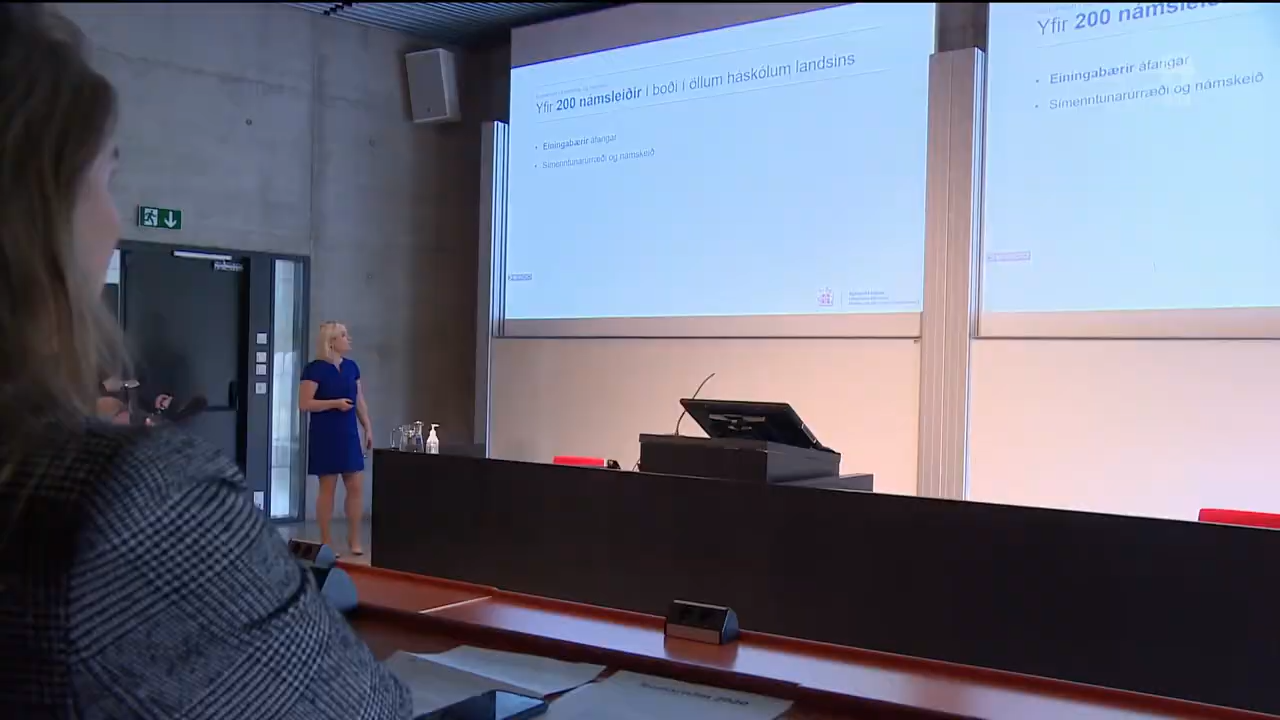 Yfir 200 námsleiðir í boði í öllum háskólum landsins
• Einingabærir áfangar
• Símenntunarúrræði og námskeið
Yfir 200 námsleið
• Einingabærir áfangar
• Símenntunarúrræði og námskeið